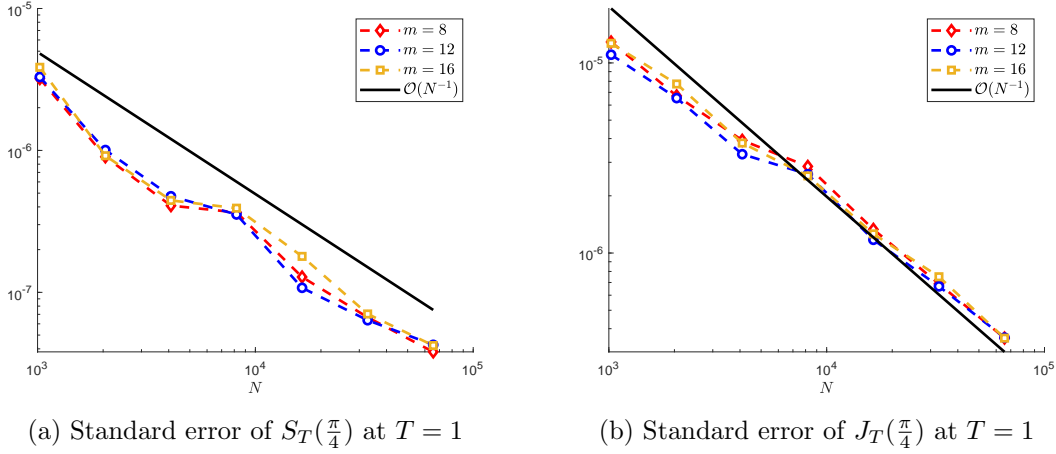 10^{-5}
10^{-6}
10^{-7}
10^3
10^4
10^5
N
m = 8
m = 12
m = 16
𝒪(N^{-1})
(a) Standard error of S_T(π/4) at T = 1
10^{-5}
10^{-6}
10^3
10^4
10^5
N
m = 8
m = 12
m = 16
𝒪(N^{-1})
(b) Standard error of J_T(π/4) at T = 1